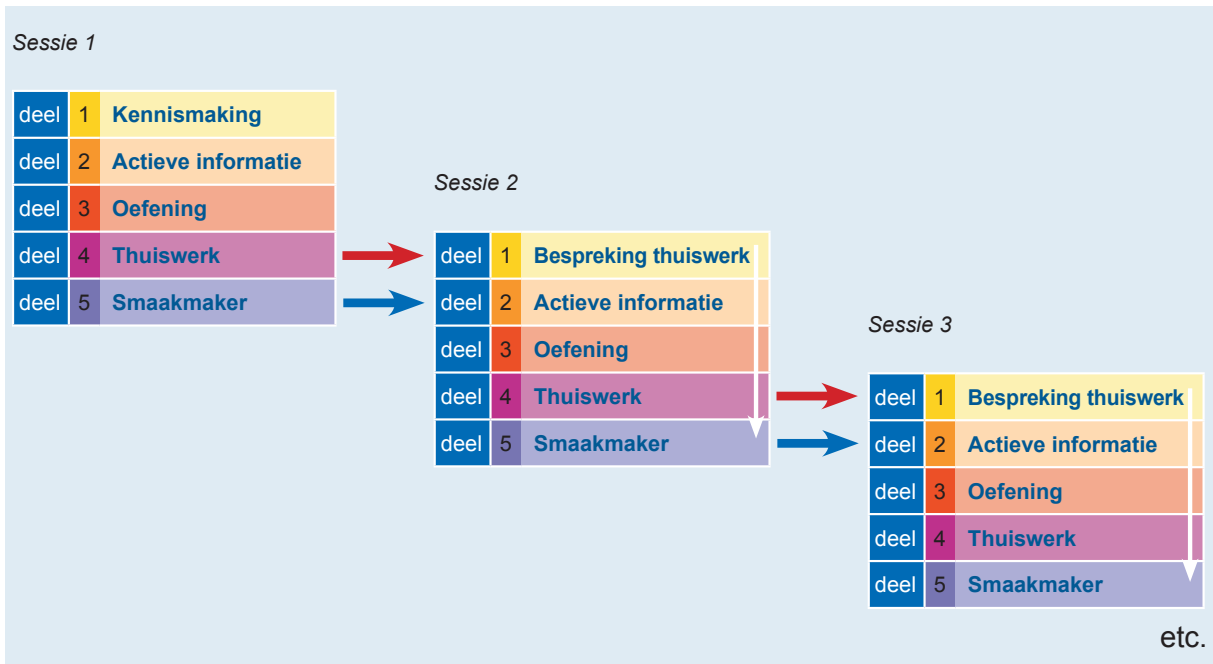 Sessie 1
deel 1 Kennismaking
deel 2 Actieve informatie
deel 3 Oefening
deel 4 Thuiswerk
deel 5 Smaakmaker
Sessie 2
deel 1 Bespreking thuiswerk
deel 2 Actieve informatie
deel 3 Oefening
deel 4 Thuiswerk
deel 5 Smaakmaker
Sessie 3
deel 1 Bespreking thuiswerk
deel 2 Actieve informatie
deel 3 Oefening
deel 4 Thuiswerk
deel 5 Smaakmaker
etc.